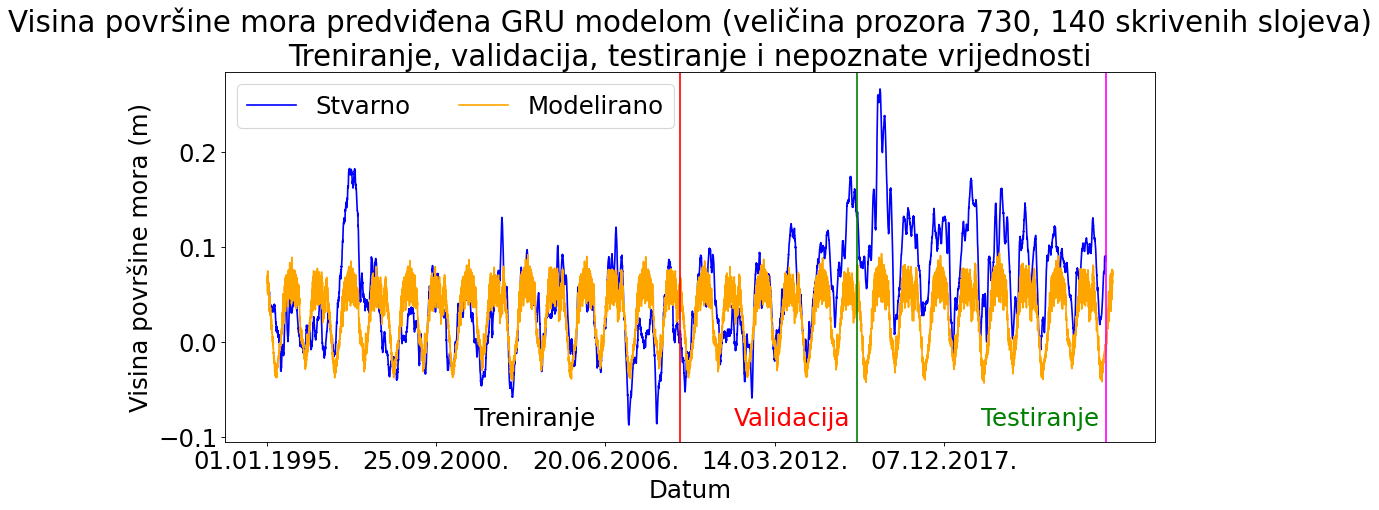 Visina površine mora predviđena GRU modelom (veličina prozora 730, 140 skrivenih slojeva)
Treniranje, validacija, testiranje i nepoznate vrijednosti
Stvarno
Modelirano
Visina površine mora (m)
0.2
0.1
0.0
−0.1
Treniranje
Validacija
Testiranje
01.01.1995.
25.09.2000.
20.06.2006.
14.03.2012.
07.12.2017.
Datum